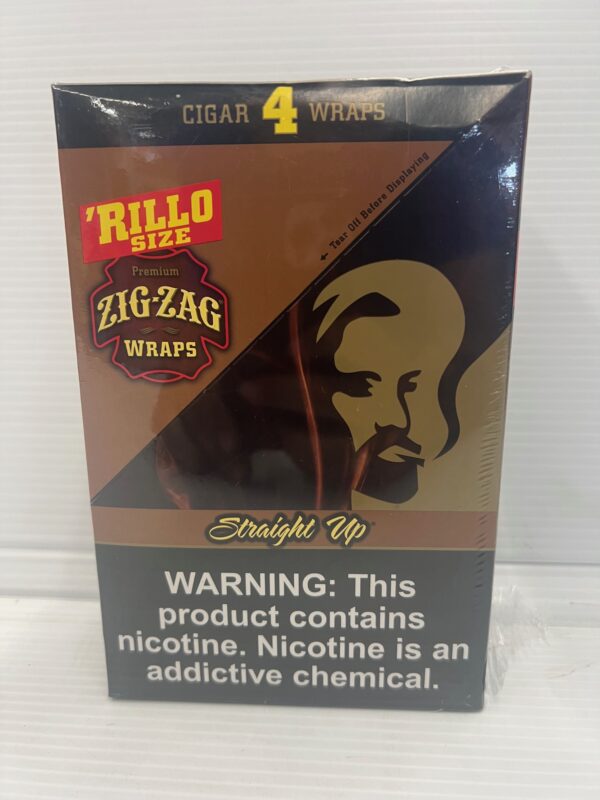 CIGAR 4 WRAPS
← Tear Off Before Displaying
'RILLO
SIZE
Premium
ZIG-ZAG
WRAPS
Straight Up
WARNING: This
product contains
nicotine. Nicotine is an
addictive chemical.